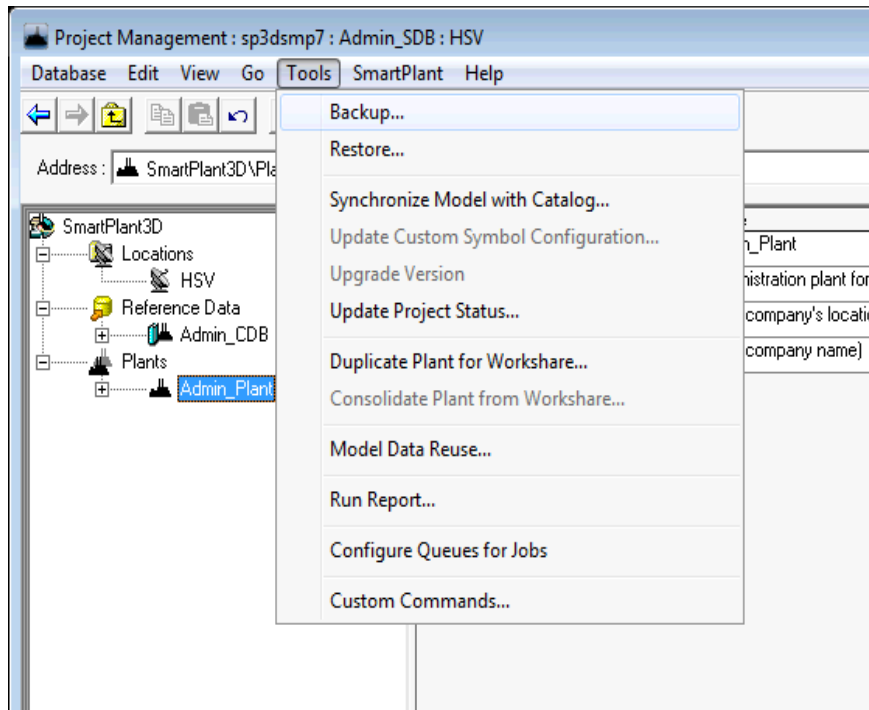 Project Management : sp3dsmp7 : Admin_SDB : HSV
Database Edit View Go Tools SmartPlant Help
Address : SmartPlant3D\Pla
SmartPlant3D
Locations
HSV
Reference Data
Admin_CDB
Plants
Admin_Plant
Backup...
Restore...
Synchronize Model with Catalog...
Update Custom Symbol Configuration...
Upgrade Version
Update Project Status...
Duplicate Plant for Workshare...
Consolidate Plant from Workshare...
Model Data Reuse...
Run Report...
Configure Queues for Jobs
Custom Commands...
n_Plant
nistration plant for
company's locati
company name)